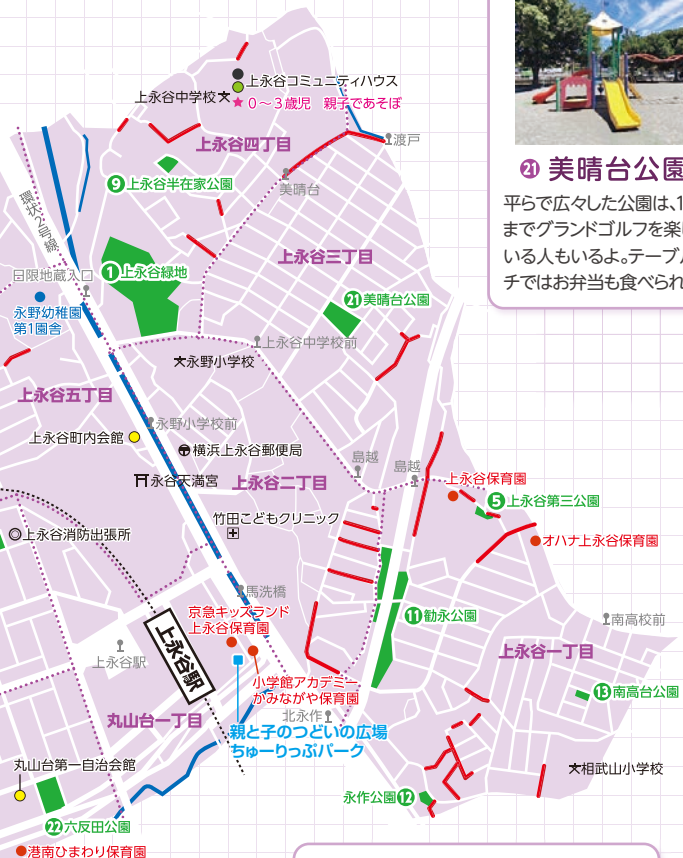 上永谷コミュニティハウス
上永谷中学校
★0〜3歳児 親子であそぼ
上永谷四丁目
渡戸
❾上永谷半在家公園
美晴台
環状2号線
㉑美晴台公園
平らで広々した公園は、1
までグランドゴルフを楽
いる人もいるよ。テーブル
チではお弁当も食べられ
上永谷三丁目
日限地蔵入口
❶上永谷緑地
永野幼稚園
第1園舎
㉑美晴台公園
上永谷中学校前
永野小学校
上永谷五丁目
永野小学校前
上永谷町内会館
横浜上永谷郵便局
永谷天満宮
上永谷二丁目
島越
島越
上永谷保育園
❺上永谷第三公園
竹田こどもクリニック
上永谷消防出張所
オハナ上永谷保育園
馬洗橋
京急キッズランド
上永谷保育園
⓫勧永公園
南高校前
上永谷駅
上永谷駅
上永谷一丁目
小学館アカデミー
かみながや保育園
⓭南高台公園
丸山台一丁目
北永作
親と子のつどいの広場
ちゅーりっぷパーク
丸山台第一自治会館
相武山小学校
永作公園⓬
㉒六反田公園
港南ひまわり保育園